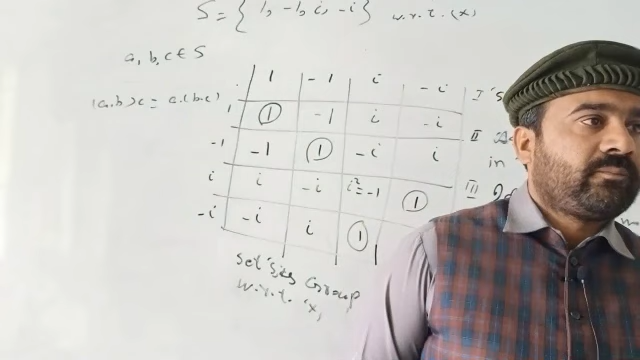 S = { 1, -1, i, -i } w.r.t. (x)
a, b, c ∈ S
(a.b)c = a.(b.c)
. 1 -1 i -i
1 ① -1 i -i
-1 -1 ① -i i
i i -i i²=-1 ①
-i -i i ①
I
II
in
III
Set 'S' is Group
w.r.t. 'x,